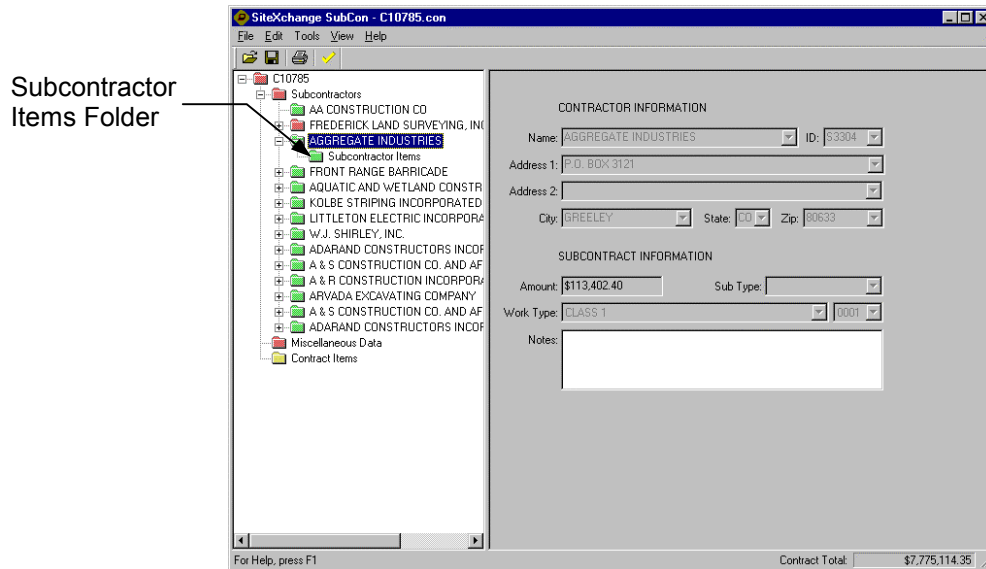 Subcontractor
Items Folder
SiteXchange SubCon - C10785.con
File Edit Tools View Help
C10785
Subcontractors
AA CONSTRUCTION CO
FREDERICK LAND SURVEYING, INC
AGGREGATE INDUSTRIES
Subcontractor Items
FRONT RANGE BARRICADE
AQUATIC AND WETLAND CONSTR
KOLBE STRIPING INCORPORATED
LITTLETON ELECTRIC INCORPORA
W.J. SHIRLEY, INC.
ADARAND CONSTRUCTORS INCOF
A & S CONSTRUCTION CO. AND AF
A & R CONSTRUCTION INCORPORA
ARVADA EXCAVATING COMPANY
A & S CONSTRUCTION CO. AND AF
ADARAND CONSTRUCTORS INCOF
Miscellaneous Data
Contract Items
CONTRACTOR INFORMATION
Name: AGGREGATE INDUSTRIES ID: S3304
Address 1: P.O. BOX 3121
Address 2:
City: GREELEY State: CO Zip: 80633
SUBCONTRACT INFORMATION
Amount: $113,402.40 Sub Type:
Work Type: CLASS 1 0001
Notes:
For Help, press F1 Contract Total: $7,775,114.35